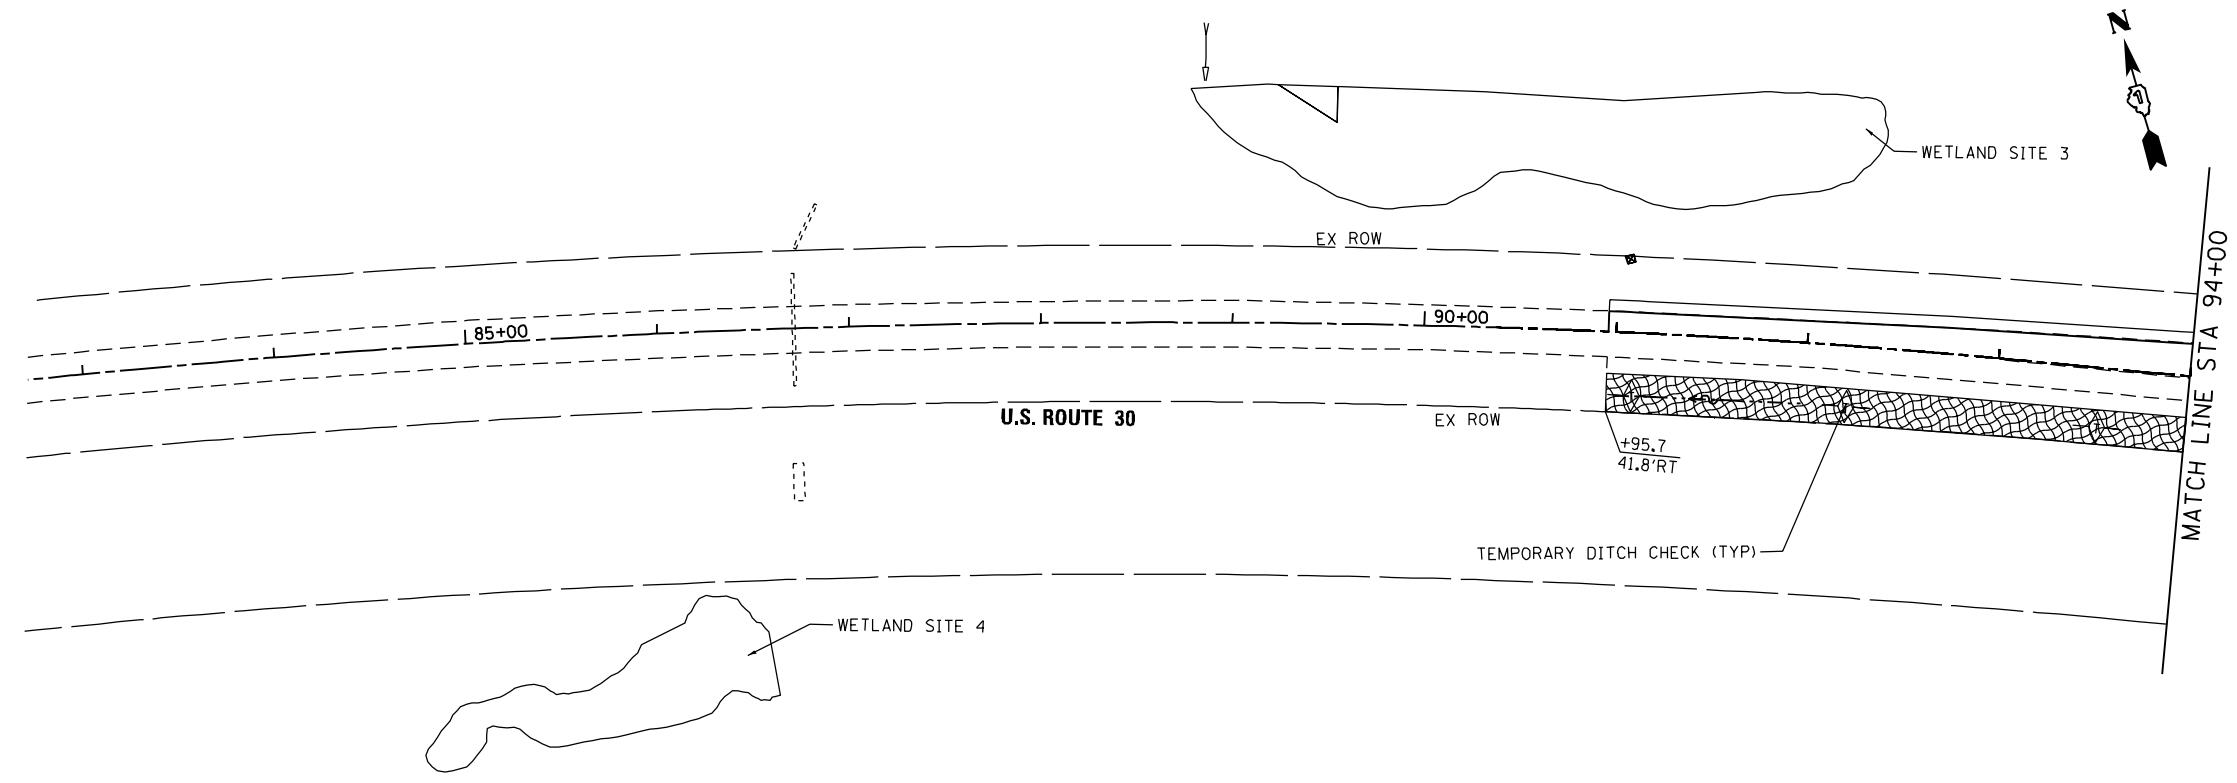 N
WETLAND SITE 3
EX ROW
85+00
90+00
U.S. ROUTE 30
EX ROW
+95.7
41.8'RT
MATCH LINE STA 94+00
TEMPORARY DITCH CHECK (TYP)
WETLAND SITE 4